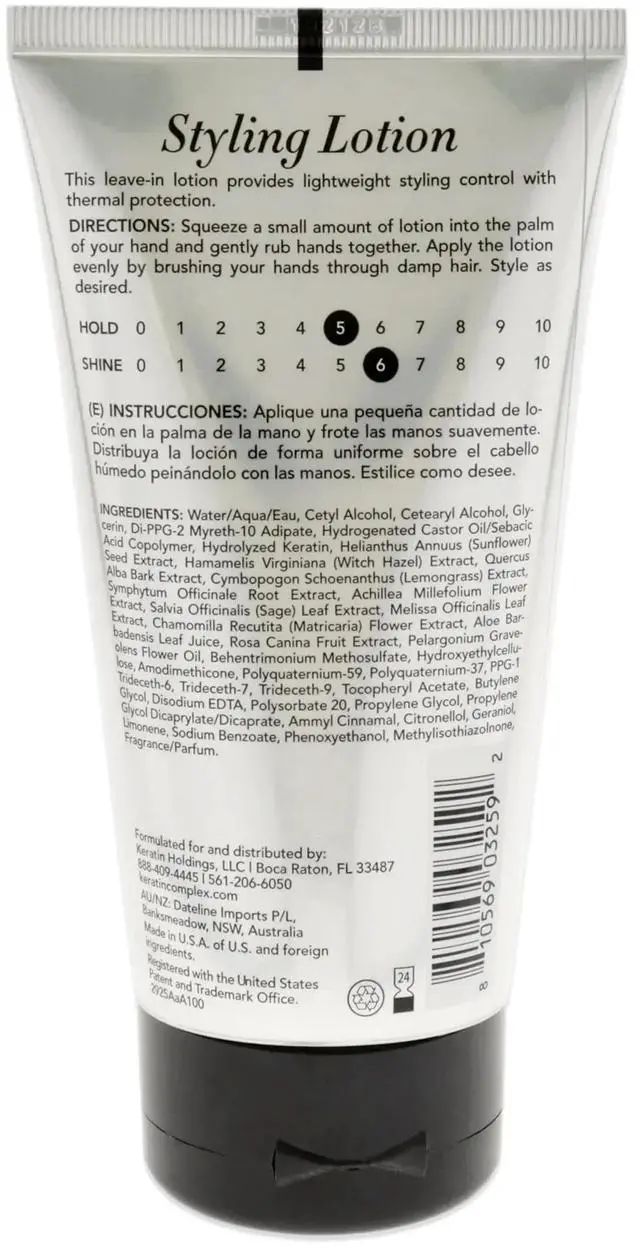 Styling Lotion
This leave-in lotion provides lightweight styling control with
thermal protection.
DIRECTIONS: Squeeze a small amount of lotion into the palm
of your hand and gently rub hands together. Apply the lotion
evenly by brushing your hands through damp hair. Style as
desired.
HOLD 0 1 2 3 4 5 6 7 8 9 10
SHINE 0 1 2 3 4 5 6 7 8 9 10
(E) INSTRUCCIONES: Aplique una pequeña cantidad de lo-
ción en la palma de la mano y frote las manos suavemente.
Distribuya la loción de forma uniforme sobre el cabello
húmedo peinándolo con las manos. Estilice como desee.
INGREDIENTS: Water/Aqua/Eau, Cetyl Alcohol, Cetearyl Alcohol, Gly-
cerin, Di-PPG-2 Myreth-10 Adipate, Hydrogenated Castor Oil/Sebacic
Acid Copolymer, Hydrolyzed Keratin, Helianthus Annuus (Sunflower)
Seed Extract, Hamamelis Virginiana (Witch Hazel) Extract, Quercus
Alba Bark Extract, Cymbopogon Schoenanthus (Lemongrass) Extract,
Symphytum Officinale Root Extract, Achillea Millefolium Flower
Extract, Salvia Officinalis (Sage) Leaf Extract, Melissa Officinalis Leaf
Extract, Chamomilla Recutita (Matricaria) Flower Extract, Aloe Bar-
badensis Leaf Juice, Rosa Canina Fruit Extract, Pelargonium Grave-
olens Flower Oil, Behentrimonium Methosulfate, Hydroxyethylcellu-
lose, Amodimethicone, Polyquaternium-59, Polyquaternium-37, PPG-1
Trideceth-6, Trideceth-7, Trideceth-9, Tocopheryl Acetate, Butylene
Glycol, Disodium EDTA, Polysorbate 20, Propylene Glycol, Propylene
Glycol Dicaprylate/Dicaprate, Ammyl Cinnamal, Citronellol, Geraniol,
Limonene, Sodium Benzoate, Phenoxyethanol, Methylisothiazolnone,
Fragrance/Parfum.
Formulated for and distributed by:
Keratin Holdings, LLC | Boca Raton, FL 33487
888-409-4445 | 561-206-6050
keratincomplex.com
AU/NZ: Dateline Imports P/L,
Banksmeadow, NSW, Australia
Made in U.S.A. of U.S. and foreign
ingredients.
Registered with the United States
Patent and Trademark Office.
2925AaA100
24
8 10569 03259 2